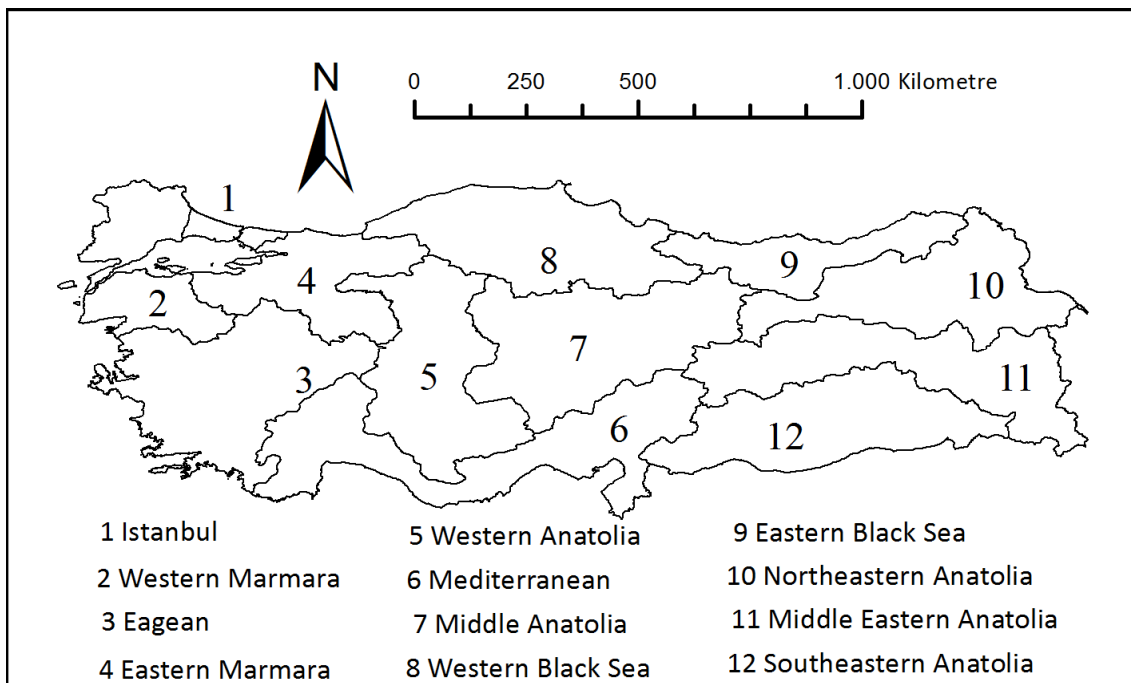 N
0 250 500 1.000 Kilometre
1
2
3
4
5
6
7
8
9
10
11
12
1 Istanbul
2 Western Marmara
3 Eagean
4 Eastern Marmara
5 Western Anatolia
6 Mediterranean
7 Middle Anatolia
8 Western Black Sea
9 Eastern Black Sea
10 Northeastern Anatolia
11 Middle Eastern Anatolia
12 Southeastern Anatolia